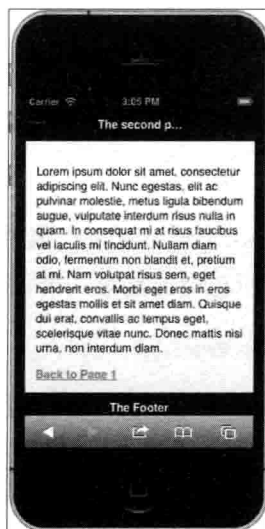 Carrier 3:05 PM
The second p...
Lorem ipsum dolor sit amet, consectetur
adipiscing elit. Nunc egestas, elit ac
pulvinar molestie, metus ligula bibendum
augue, vulputate interdum risus nulla in
quam. In consequat mi at risus faucibus
vel iaculis mi tincidunt. Nullam diam
odio, fermentum non blandit et, pretium
at mi. Nam volutpat risus sem, eget
hendrerit eros. Morbi eget eros in eros
egestas mollis et sit amet diam. Quisque
dui erat, convallis ac tempus eget,
scelerisque vitae nunc. Donec mattis nisi
urna, non interdum diam.
Back to Page 1
The Footer